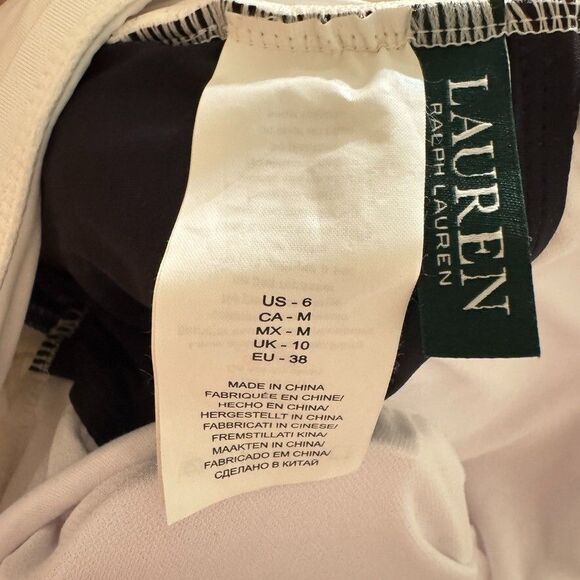 LAUREN
RALPH LAUREN
US - 6
CA - M
MX - M
UK - 10
EU - 38
MADE IN CHINA
FABRIQUÉE EN CHINE/
HECHO EN CHINA/
HERGESTELLT IN CHINA
FABBRICATI IN CINESE/
FREMSTILLATI KINA/
MAAKTEN IN CHINA/
FABRICADO EM CHINA/
СДЕЛАНО В КИТАЙ